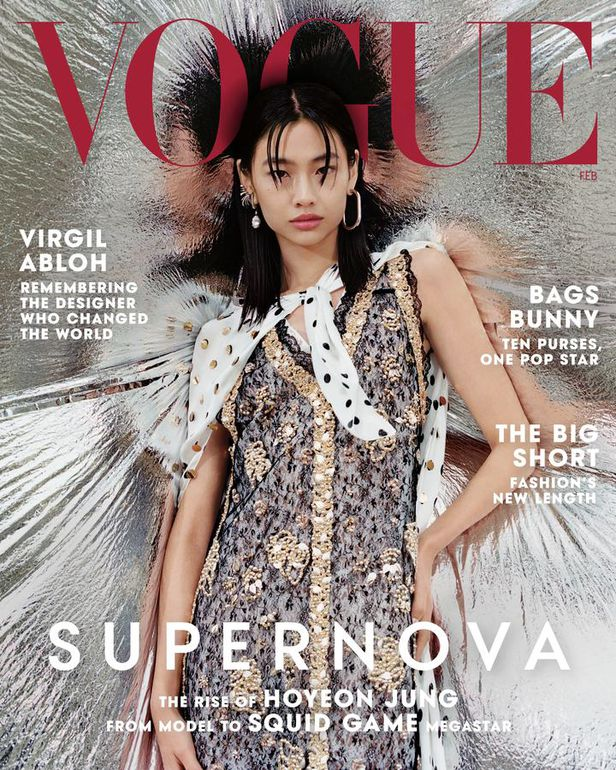 VOGUE
FEB
VIRGIL
ABLOH
REMEMBERING
THE DESIGNER
WHO CHANGED
THE WORLD
BAGS
BUNNY
TEN PURSES,
ONE POP STAR
THE BIG
SHORT
FASHION'S
NEW LENGTH
SUPERNOVA
THE RISE OF HOYEON JUNG
FROM MODEL TO SQUID GAME MEGASTAR